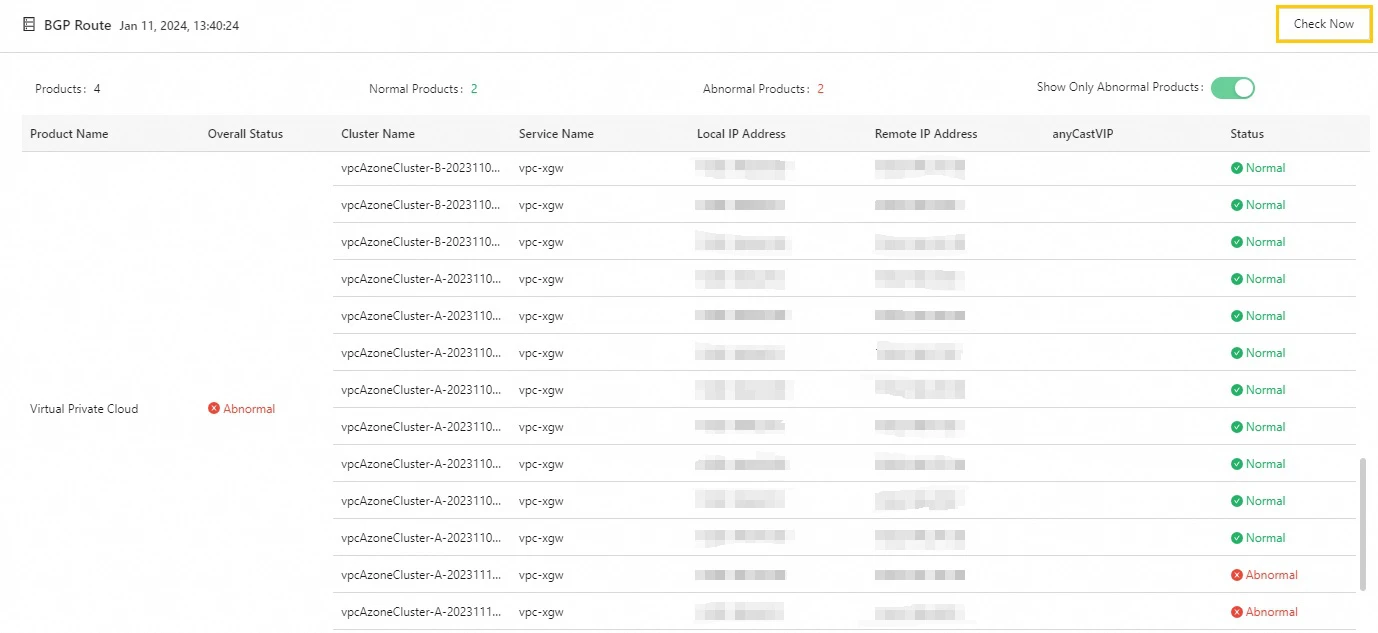 BGP Route Jan 11, 2024, 13:40:24 Check Now
Products: 4 Normal Products: 2 Abnormal Products: 2 Show Only Abnormal Products:
Product Name Overall Status Cluster Name Service Name Local IP Address Remote IP Address anyCastVIP Status
vpcAzoneCluster-B-2023110... vpc-xgw Normal
vpcAzoneCluster-B-2023110... vpc-xgw Normal
vpcAzoneCluster-B-2023110... vpc-xgw Normal
vpcAzoneCluster-A-2023110... vpc-xgw Normal
vpcAzoneCluster-A-2023110... vpc-xgw Normal
vpcAzoneCluster-A-2023110... vpc-xgw Normal
vpcAzoneCluster-A-2023110... vpc-xgw Normal
Virtual Private Cloud Abnormal
vpcAzoneCluster-A-2023110... vpc-xgw Normal
vpcAzoneCluster-A-2023110... vpc-xgw Normal
vpcAzoneCluster-A-2023110... vpc-xgw Normal
vpcAzoneCluster-A-2023110... vpc-xgw Normal
vpcAzoneCluster-A-2023111... vpc-xgw Abnormal
vpcAzoneCluster-A-2023111... vpc-xgw Abnormal